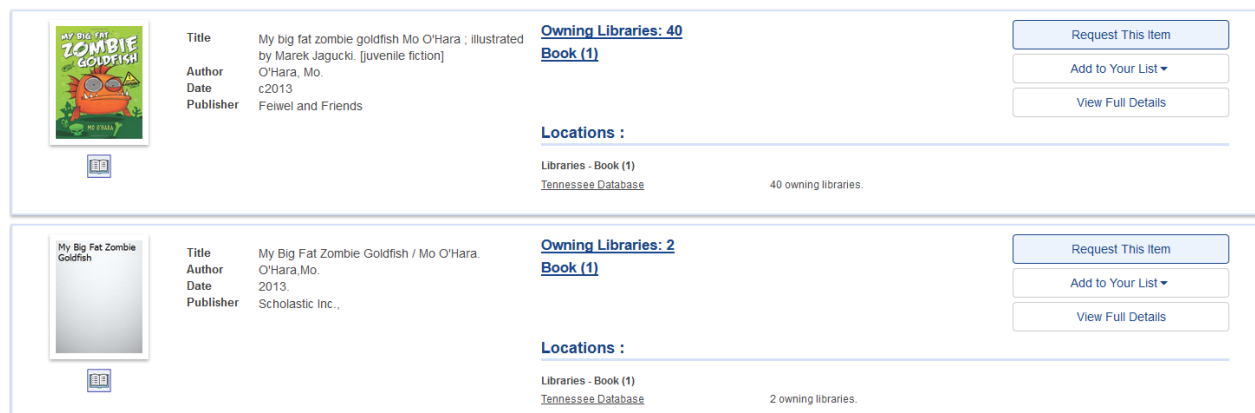 MY BIG FAT
ZOMBIE
GOLDFISH
MO O'HARA
Title My big fat zombie goldfish Mo O'Hara ; illustrated
by Marek Jagucki. [juvenile fiction]
Author O'Hara, Mo.
Date c2013
Publisher Feiwel and Friends
Owning Libraries: 40
Book (1)
Locations :
Libraries - Book (1)
Tennessee Database 40 owning libraries.
Request This Item
Add to Your List
View Full Details
My Big Fat Zombie
Goldfish
Title My Big Fat Zombie Goldfish / Mo O'Hara.
Author O'Hara,Mo.
Date 2013.
Publisher Scholastic Inc.,
Owning Libraries: 2
Book (1)
Locations :
Libraries - Book (1)
Tennessee Database 2 owning libraries.
Request This Item
Add to Your List
View Full Details